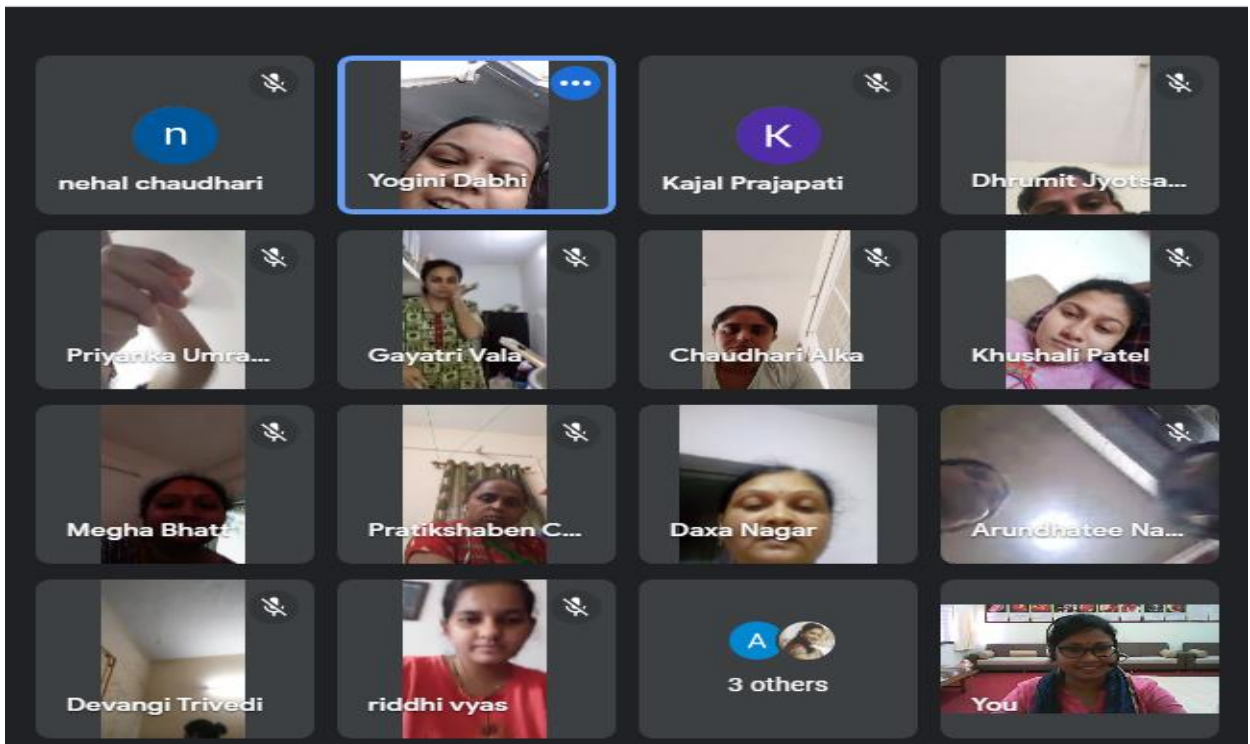 n
nehal chaudhari
Yogini Dabhi
K
Kajal Prajapati
Dhrumit Jyotsa...
Priyanka Umra...
Gayatri Vala
Chaudhari Alka
Khushali Patel
Megha Bhatt
Pratikshaben C...
Daxa Nagar
Arundhatee Na...
Devangi Trivedi
riddhi vyas
A
3 others
You